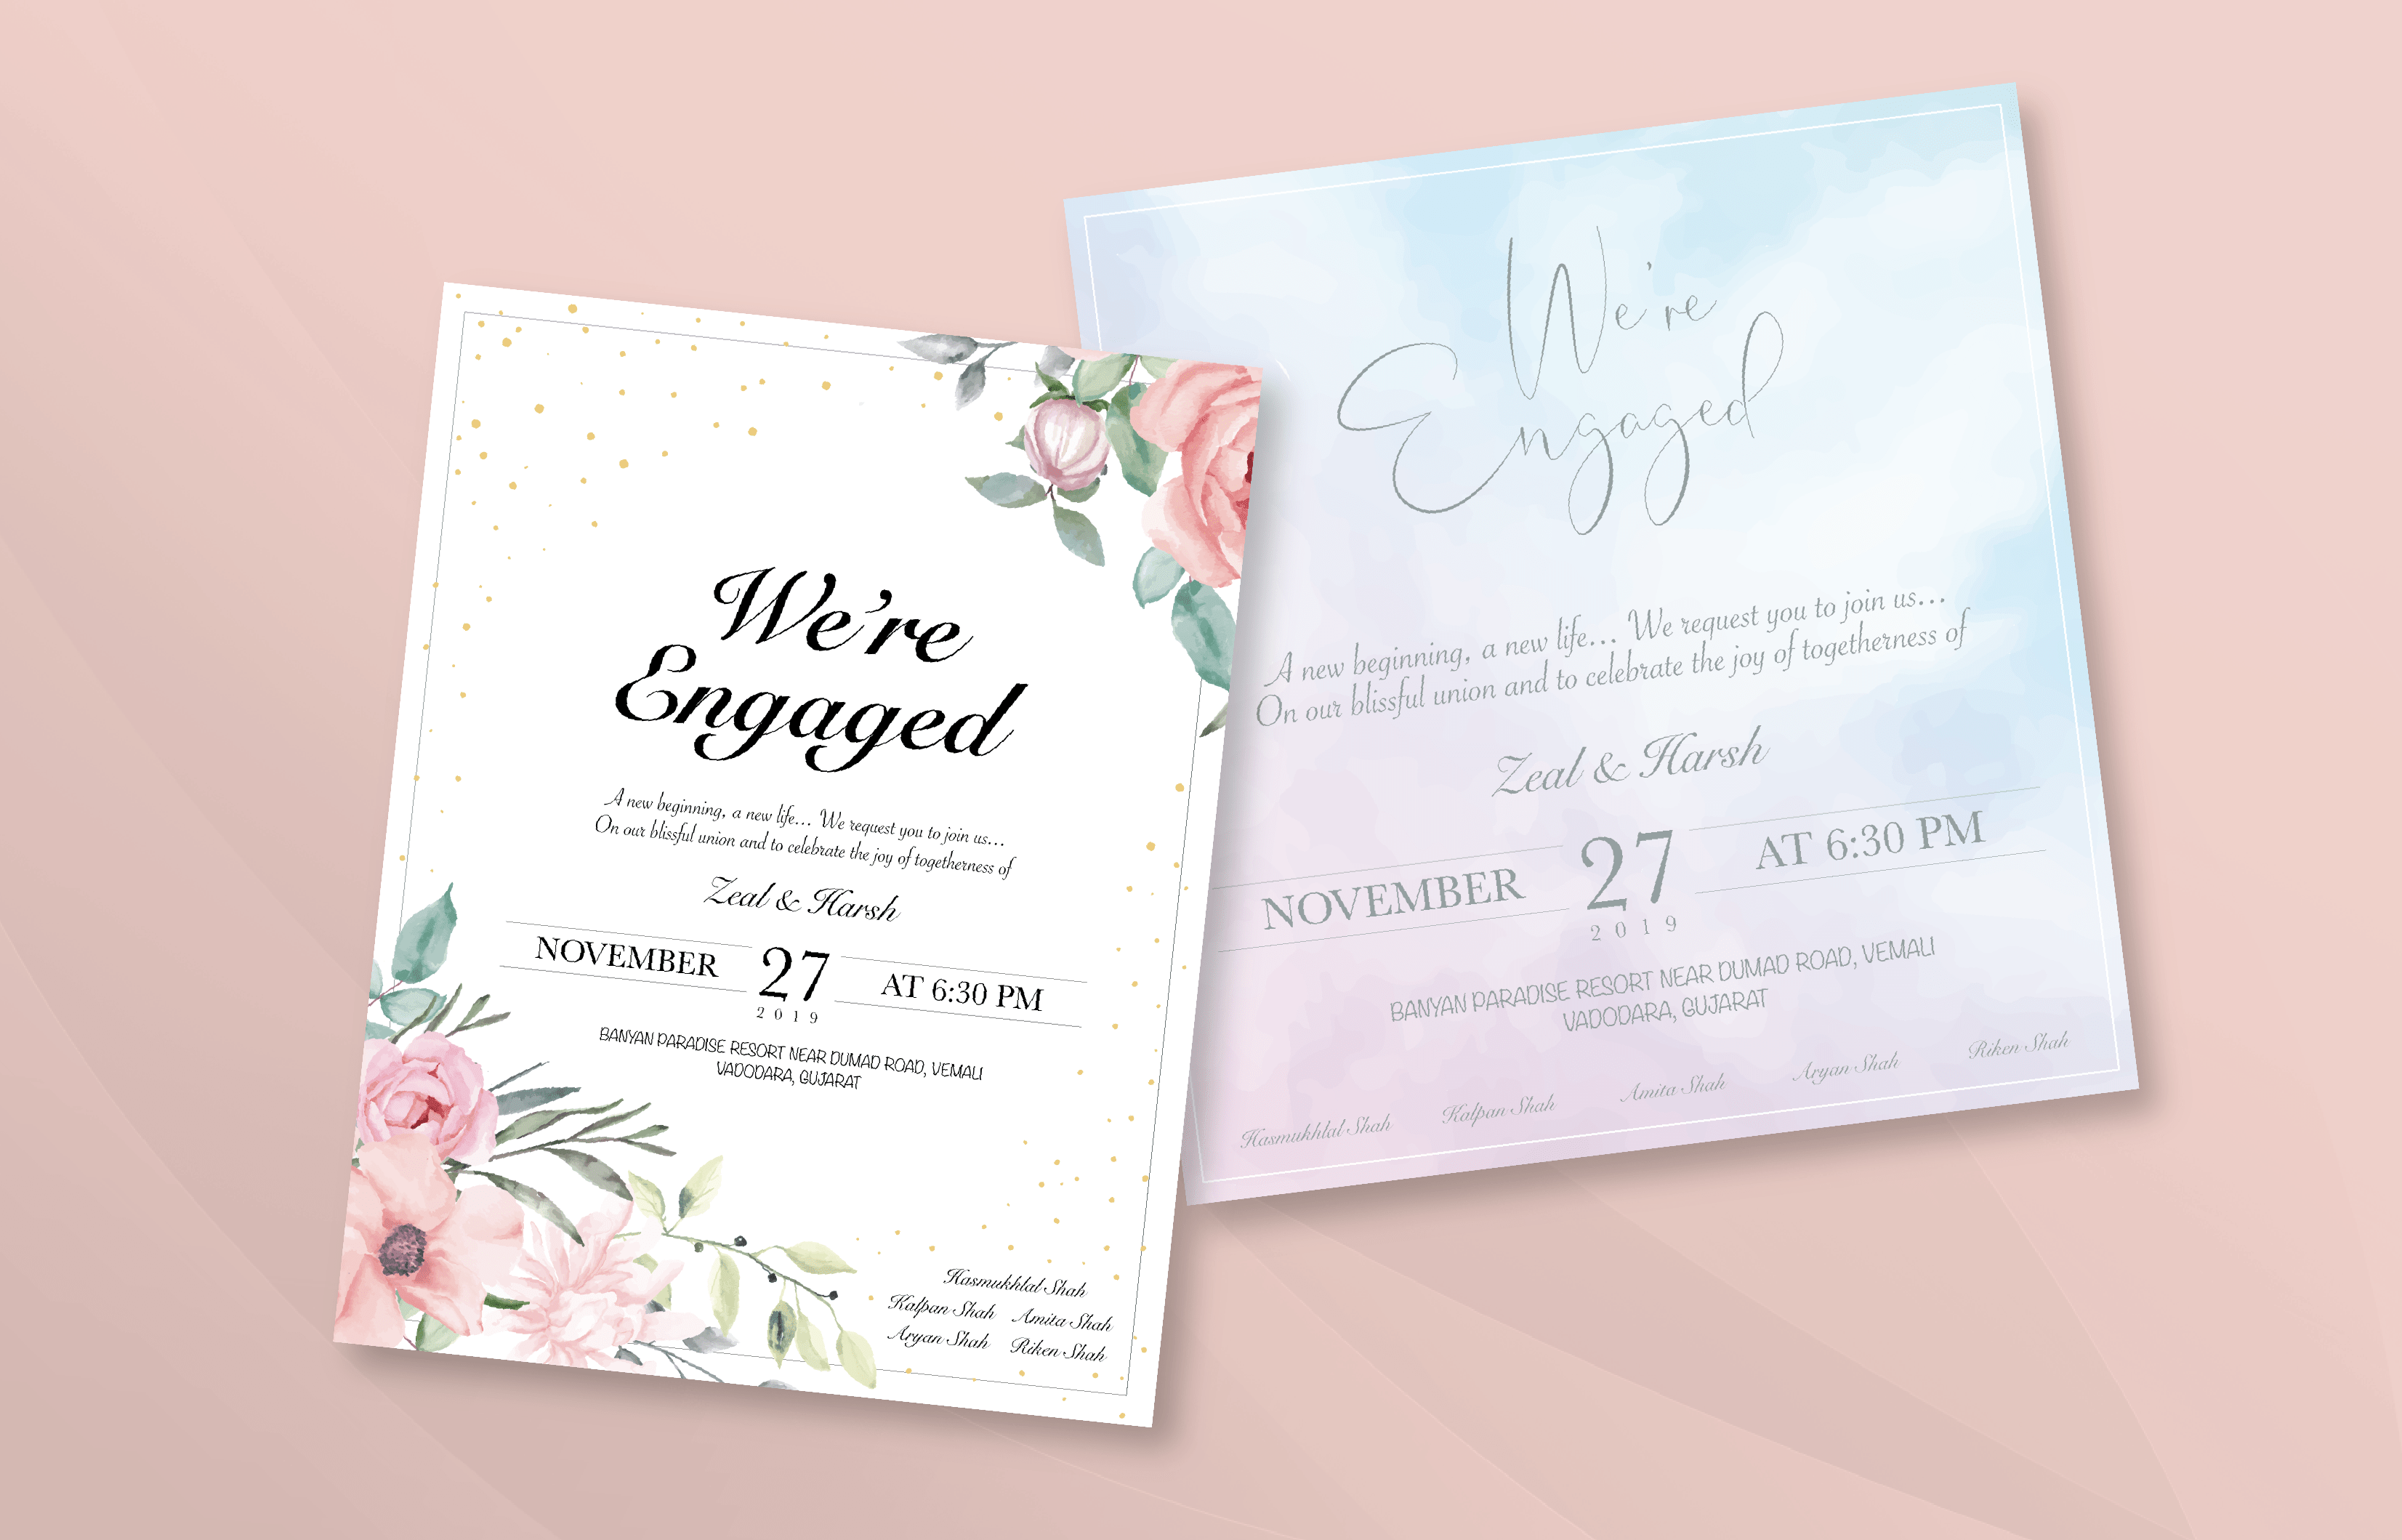 We're
Engaged
A new beginning, a new life... We request you to join us...
On our blissful union and to celebrate the joy of togetherness of
Zeal & Harsh
NOVEMBER 27 AT 6:30 PM
2019
BANYAN PARADISE RESORT NEAR DUMAD ROAD, VEMALI
VADODARA, GUJARAT
Hasmukhlal Shah
Kalpan Shah Amita Shah
Aryan Shah Riken Shah
We're
Engaged
A new beginning, a new life... We request you to join us...
On our blissful union and to celebrate the joy of togetherness of
Zeal & Harsh
NOVEMBER 27 AT 6:30 PM
2019
BANYAN PARADISE RESORT NEAR DUMAD ROAD, VEMALI
VADODARA, GUJARAT
Hasmukhlal Shah Kalpan Shah Amita Shah Aryan Shah Riken Shah